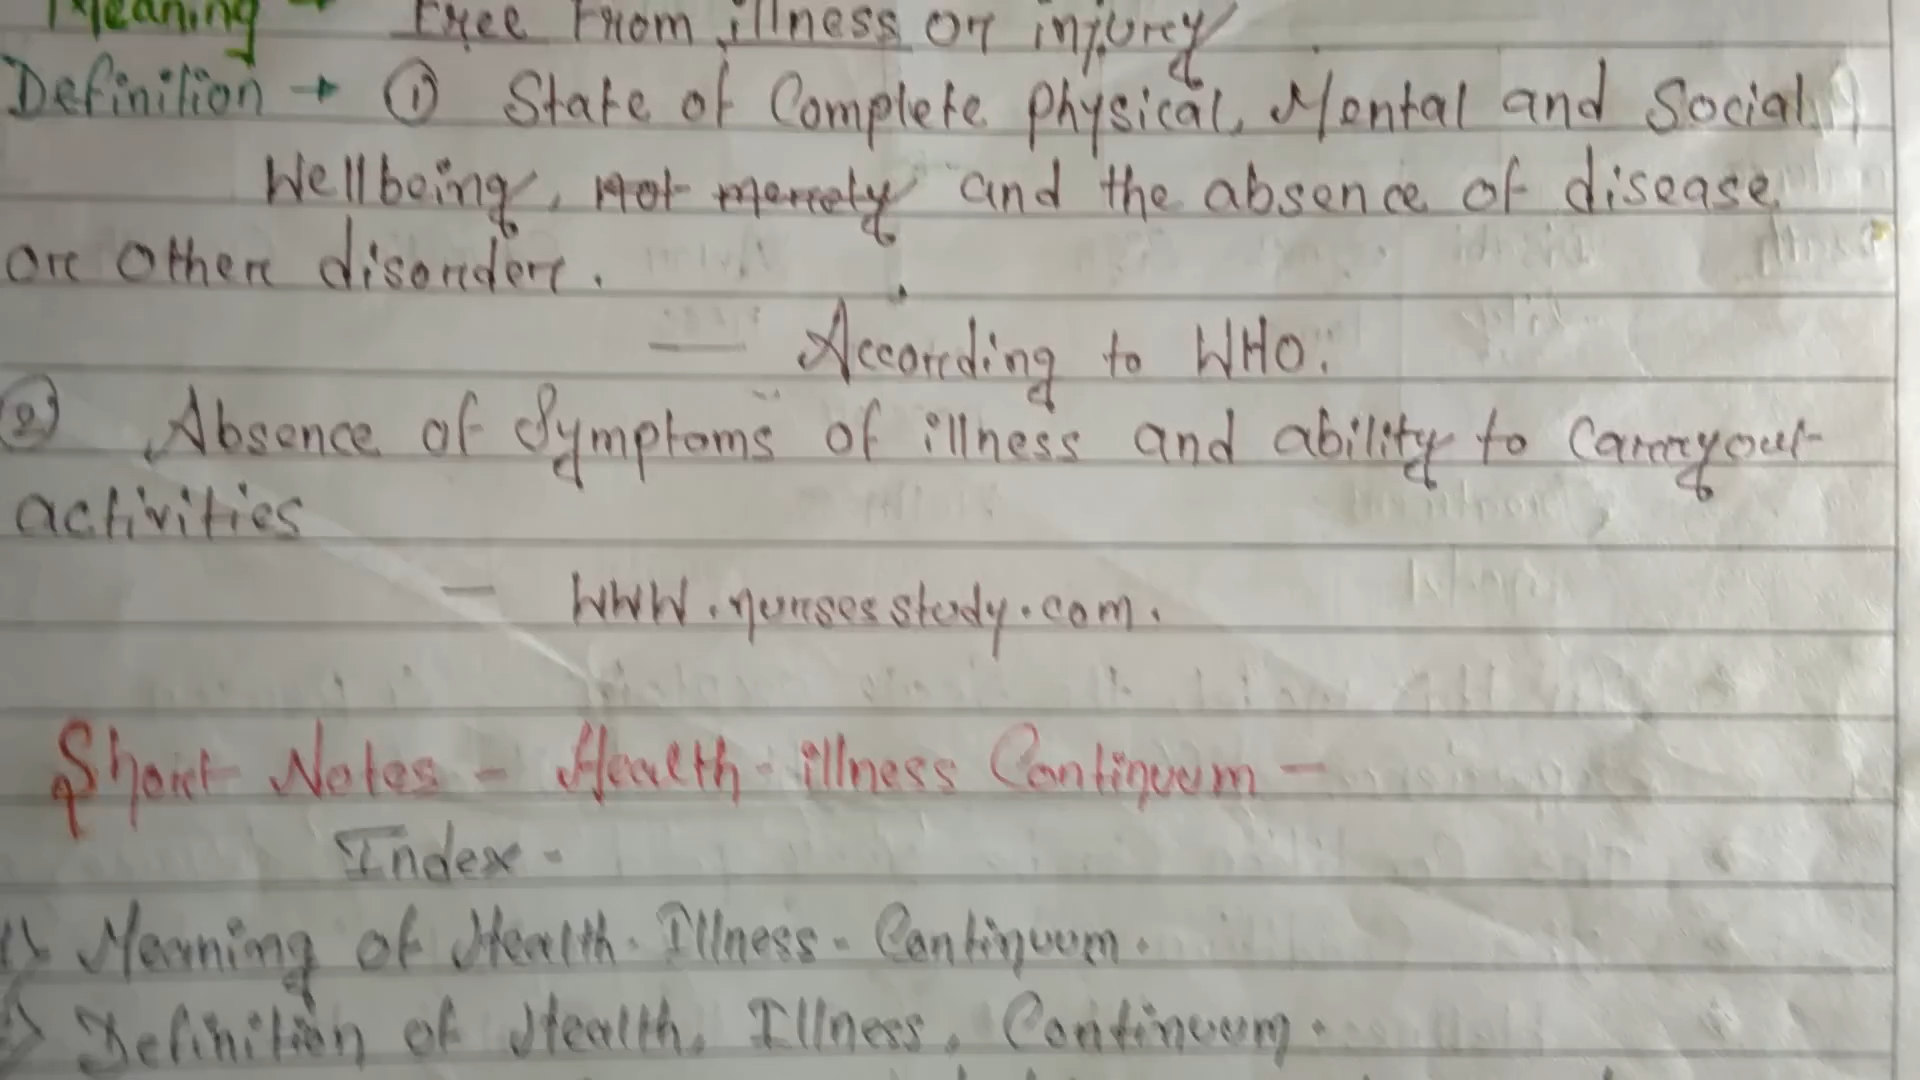 Meaning → Free From illness or injury
Definition → ① State of Complete Physical, Mental and Social
Wellbeing, not merely and the absence of disease
or other disorder.
— According to WHO.
② Absence of Symptoms of illness and ability to carryout
activities
— WWW.nursesstudy.com.
Short Notes - Health-illness Continuum -
Index -
1) Meaning of Health-Illness-Continuum.
Definition of Health, Illness, Continuum.